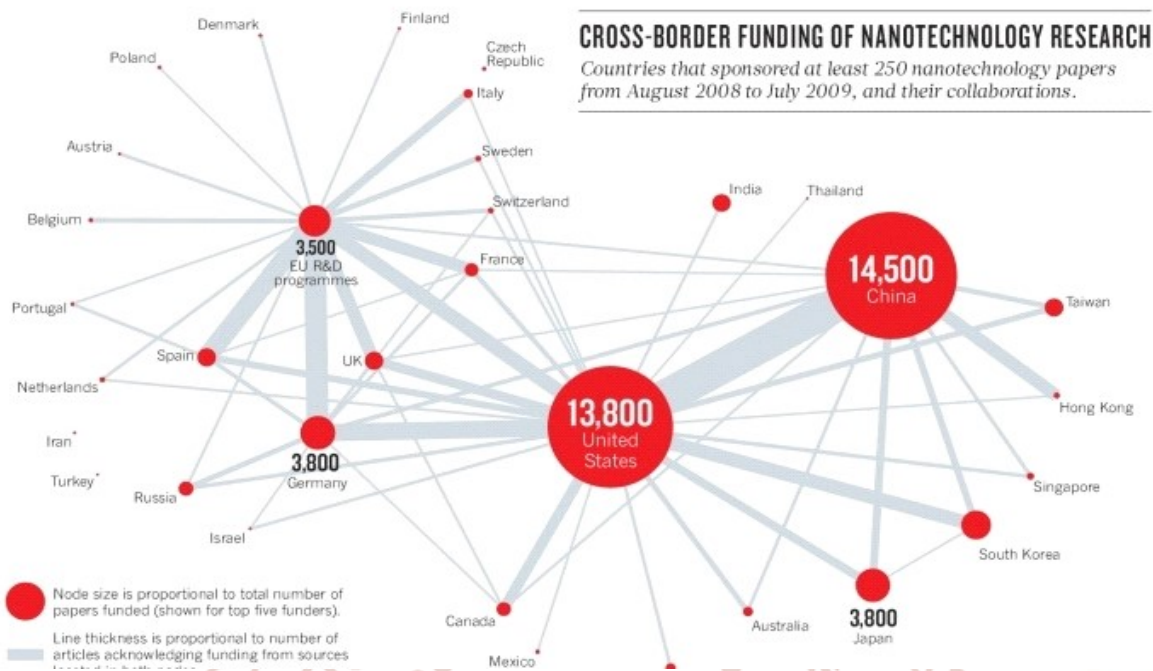 CROSS-BORDER FUNDING OF NANOTECHNOLOGY RESEARCH
Countries that sponsored at least 250 nanotechnology papers
from August 2008 to July 2009, and their collaborations.
Finland
Denmark
Czech
Republic
Poland
Italy
Austria
Sweden
Switzerland
India
Thailand
Belgium
3,500
EU R&D
programmes
France
14,500
China
Portugal
Taiwan
Spain
UK
Netherlands
13,800
United
States
Hong Kong
Iran
3,800
Germany
Turkey
Russia
Singapore
Israel
South Korea
Node size is proportional to total number of
papers funded (shown for top five funders).
Canada
Australia
3,800
Japan
Line thickness is proportional to number of
articles acknowledging funding from sources
located in both nodes
Mexico